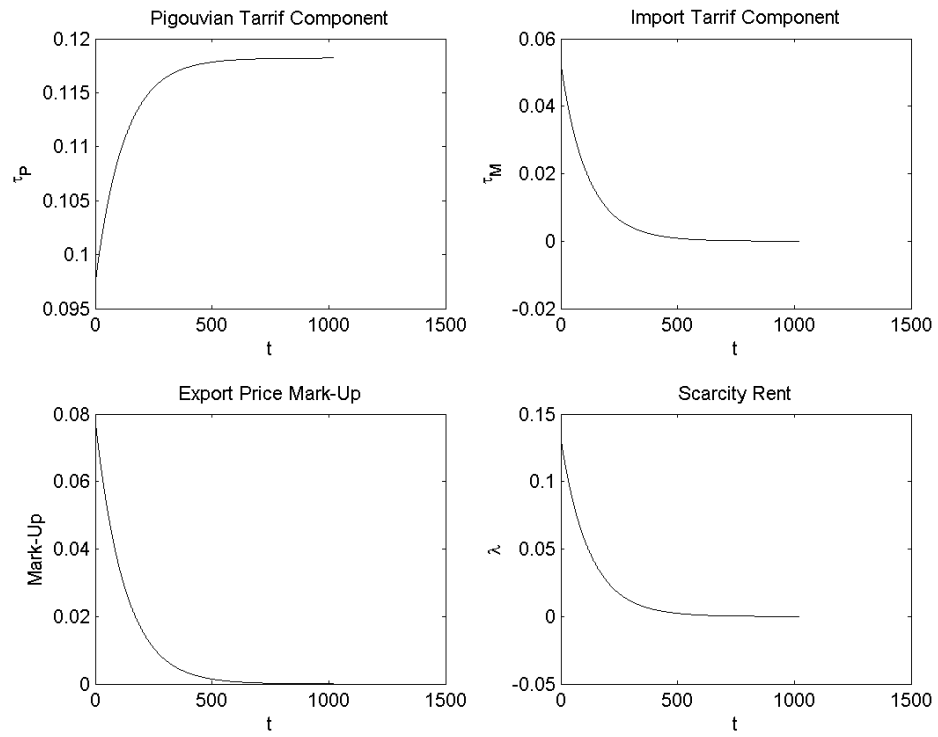 Pigouvian Tarrif Component
0.12
0.115
0.11
0.105
0.1
0.095
τP
0 500 1000 1500
t
Import Tarrif Component
0.06
0.04
0.02
0
-0.02
τM
0 500 1000 1500
t
Export Price Mark-Up
0.08
0.06
0.04
0.02
0
Mark-Up
0 500 1000 1500
t
Scarcity Rent
0.15
0.1
0.05
0
-0.05
λ
0 500 1000 1500
t